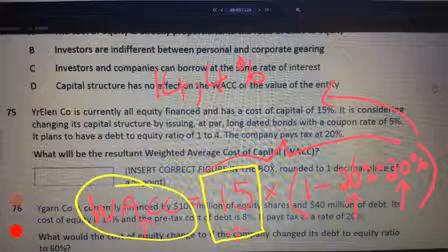 B Investors are indifferent between personal and corporate gearing
C Investors and companies can borrow at the same rate of interest
D Capital structure has no effect on the WACC or the value of the entity
14,4%
75 YrElen Co is currently all equity financed and has a cost of capital of 15%. It is considering
changing its capital structure by issuing, at par, long dated bonds with a coupon rate of 5%.
It plans to have a debt to equity ratio of 1 to 4. The company pays tax at 20%.
What will be the resultant Weighted Average Cost of Capital (WACC)?
(INSERT CORRECT FIGURE IN THE BOX, rounded to 1 decimal place of
a percentage point)
15 × (1 -
20%)
76 Ygarn Co is currently financed by $10 million of equity shares and $40 million of debt. Its
cost of equity is and the pre-tax cost of debt is 8%. It pays tax at a rate of 20%.
What would the cost of equity change to if the company changed its debt to equity ratio
to 60%?